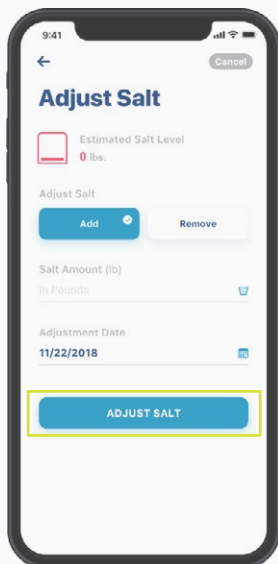 9:41
Cancel
Adjust Salt
Estimated Salt Level
0 lbs.
Adjust Salt
Add Remove
Salt Amount (lb)
In Pounds
Adjustment Date
11/22/2018
ADJUST SALT